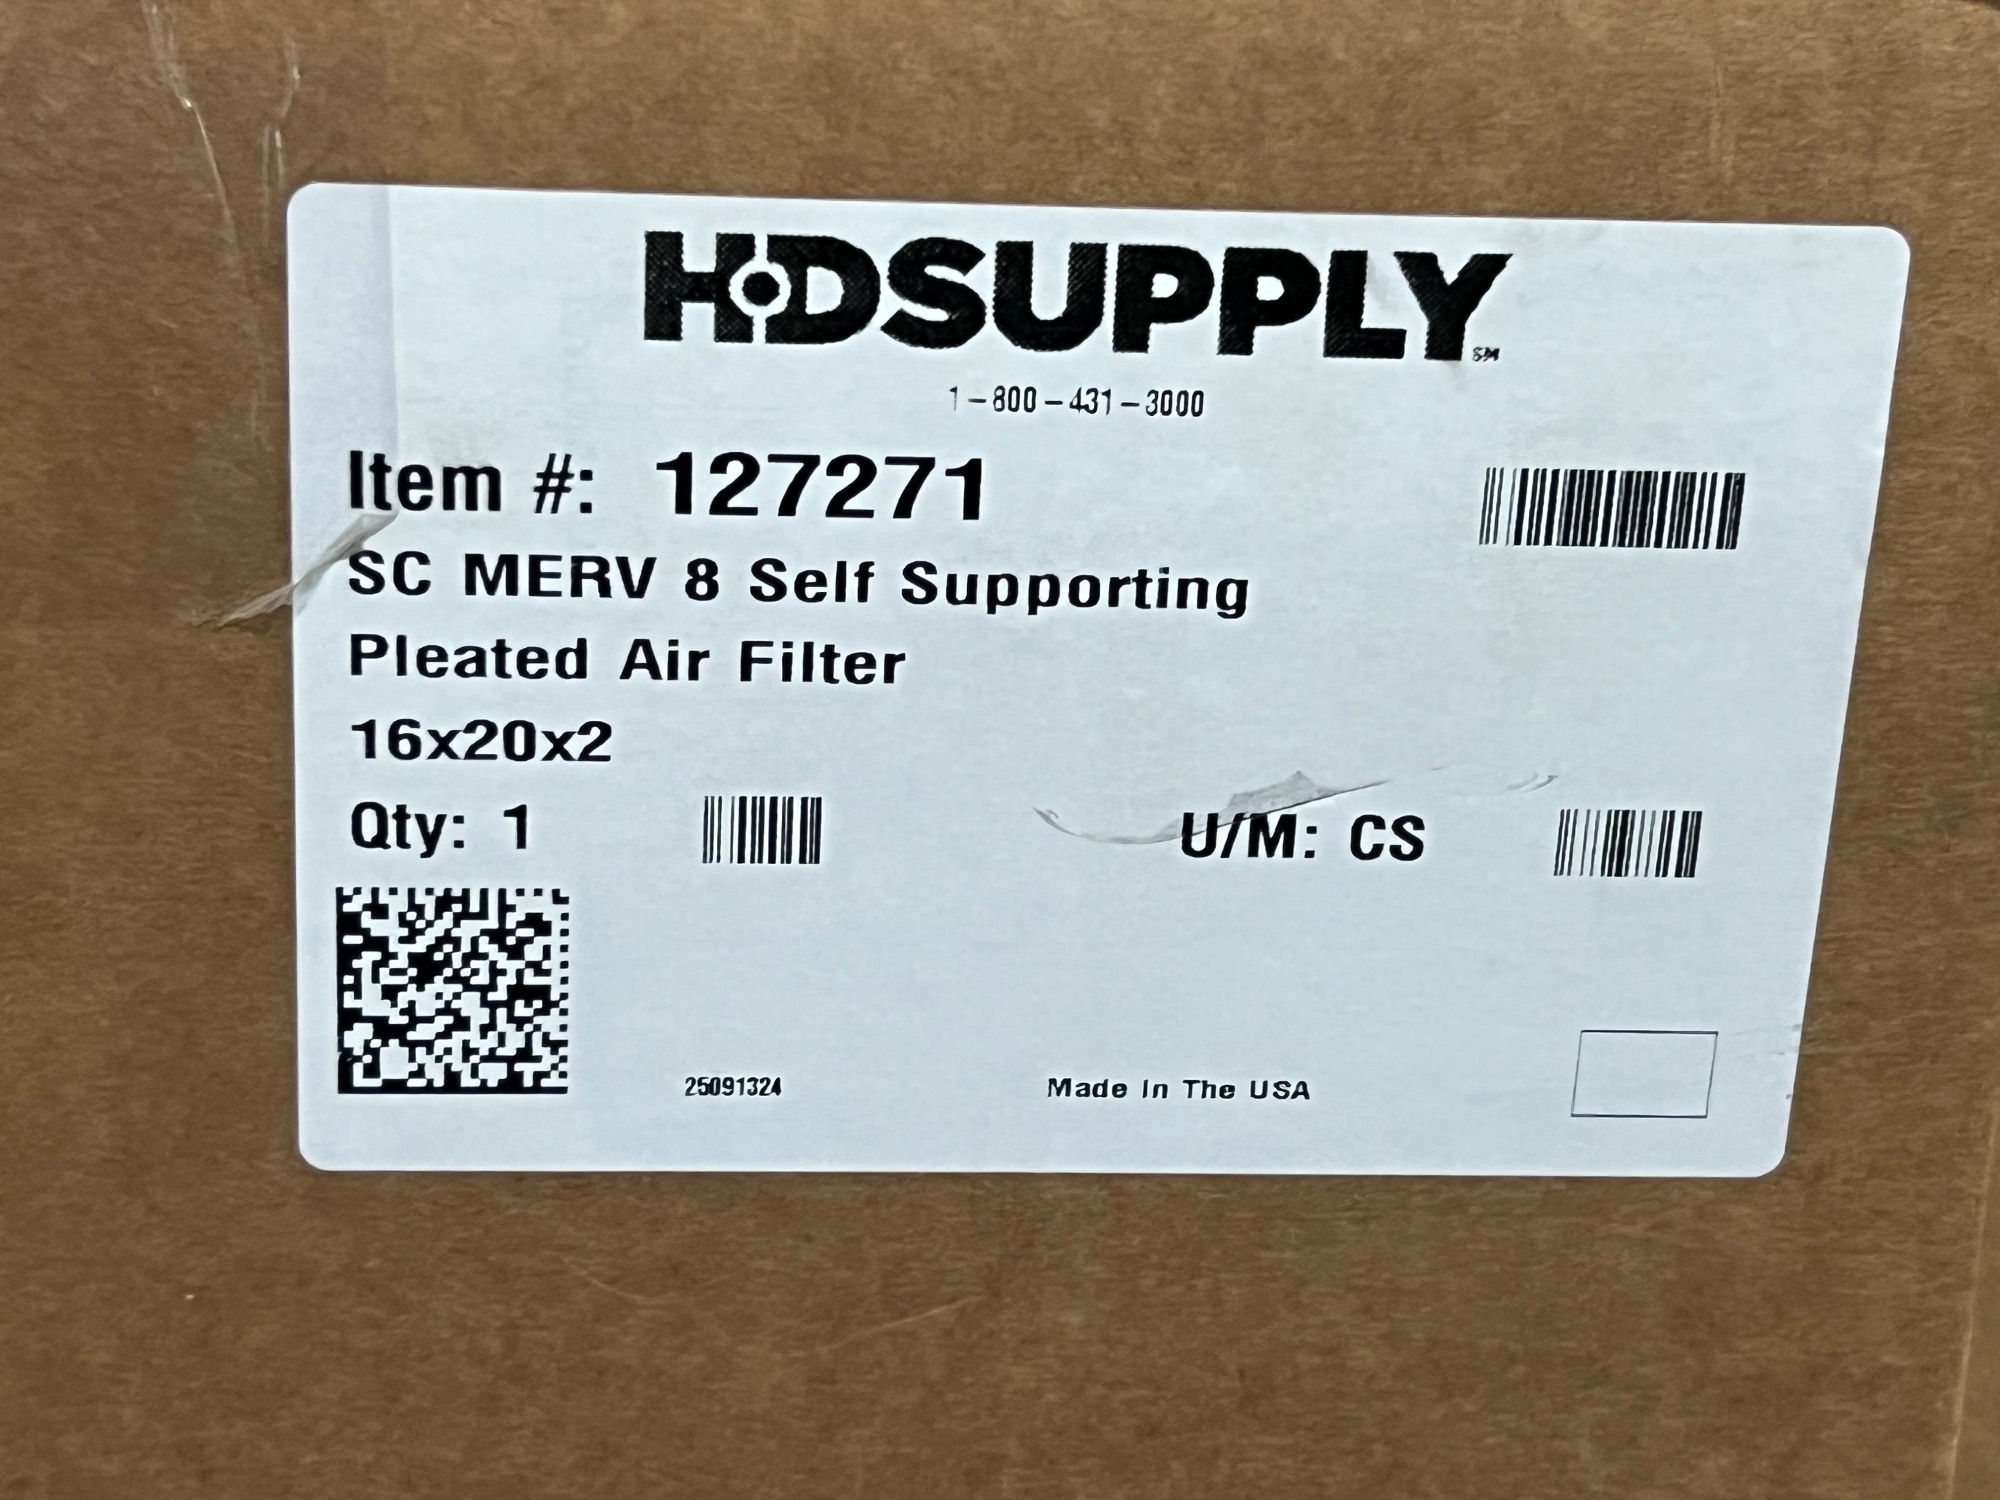 HDSUPPLY SM
1-800-431-3000
Item #: 127271
SC MERV 8 Self Supporting
Pleated Air Filter
16x20x2
Qty: 1 U/M: CS
25091324 Made In The USA